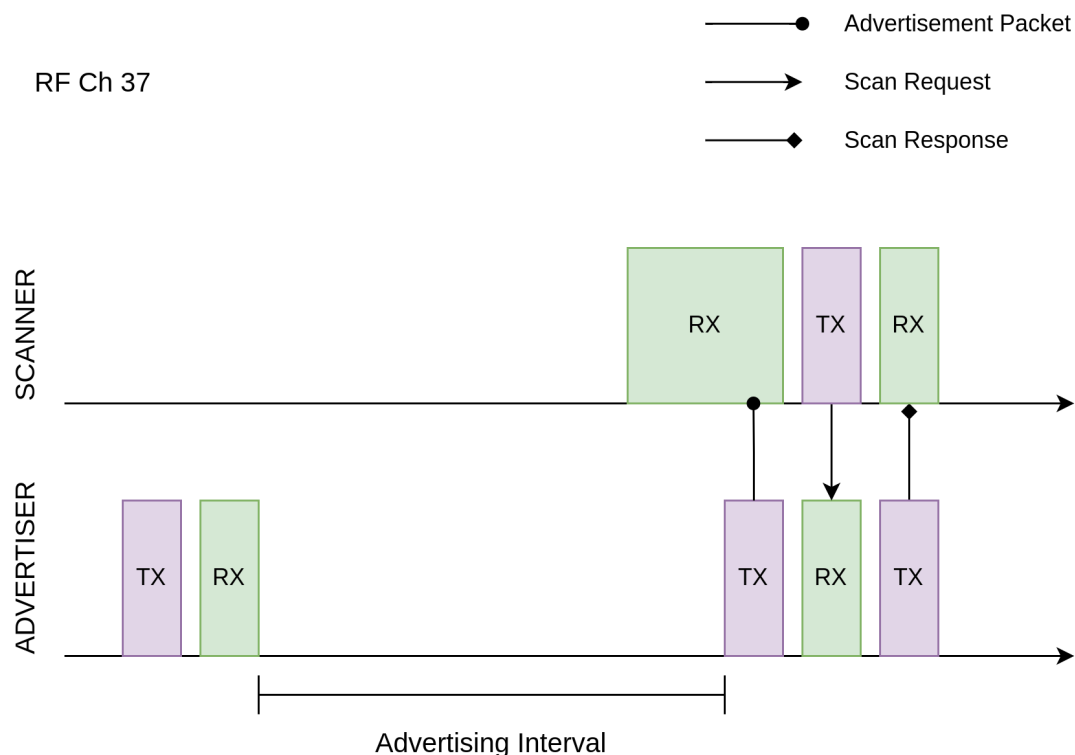 Advertisement Packet
RF Ch 37
Scan Request
Scan Response
SCANNER
RX
TX
RX
ADVERTISER
TX
RX
TX
RX
TX
Advertising Interval